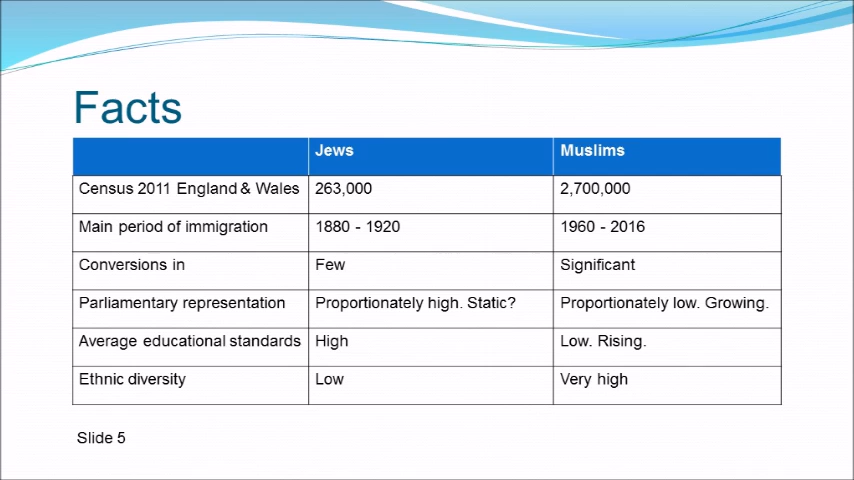 Facts
Jews Muslims
Census 2011 England & Wales 263,000 2,700,000
Main period of immigration 1880 - 1920 1960 - 2016
Conversions in Few Significant
Parliamentary representation Proportionately high. Static? Proportionately low. Growing.
Average educational standards High Low. Rising.
Ethnic diversity Low Very high
Slide 5